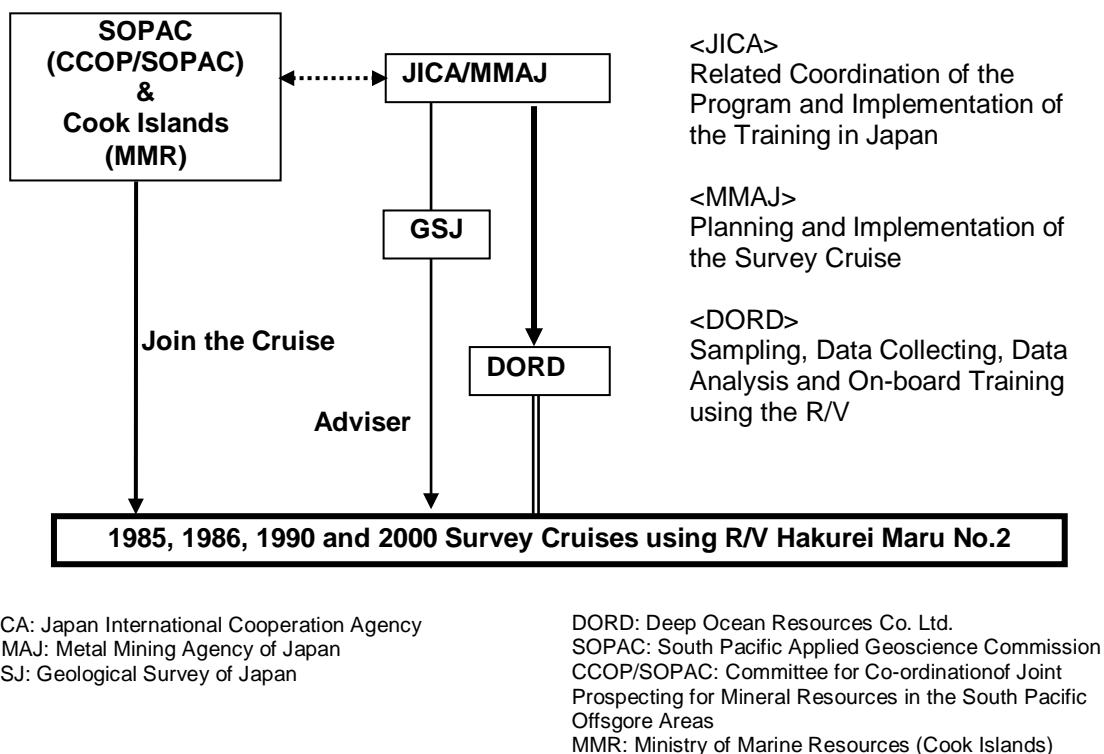 SOPAC
(CCOP/SOPAC)
&
Cook Islands
(MMR)
JICA/MMAJ
GSJ
DORD
Join the Cruise
Adviser
<JICA>
Related Coordination of the
Program and Implementation of
the Training in Japan
<MMAJ>
Planning and Implementation of
the Survey Cruise
<DORD>
Sampling, Data Collecting, Data
Analysis and On-board Training
using the R/V
1985, 1986, 1990 and 2000 Survey Cruises using R/V Hakurei Maru No.2
CA: Japan International Cooperation Agency
MAJ: Metal Mining Agency of Japan
SJ: Geological Survey of Japan
DORD: Deep Ocean Resources Co. Ltd.
SOPAC: South Pacific Applied Geoscience Commission
CCOP/SOPAC: Committee for Co-ordinationof Joint
Prospecting for Mineral Resources in the South Pacific
Offsgore Areas
MMR: Ministry of Marine Resources (Cook Islands)